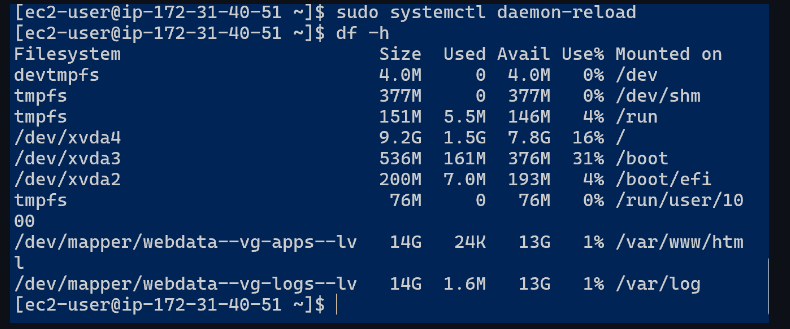 [ec2-user@ip-172-31-40-51 ~]$ sudo systemctl daemon-reload
[ec2-user@ip-172-31-40-51 ~]$ df -h
Filesystem                         Size  Used Avail Use% Mounted on
devtmpfs                           4.0M     0  4.0M   0% /dev
tmpfs                              377M     0  377M   0% /dev/shm
tmpfs                              151M  5.5M  146M   4% /run
/dev/xvda4                         9.2G  1.5G  7.8G  16% /
/dev/xvda3                         536M  161M  376M  31% /boot
/dev/xvda2                         200M  7.0M  193M   4% /boot/efi
tmpfs                               76M     0   76M   0% /run/user/10
00
/dev/mapper/webdata--vg-apps--lv   14G   24K   13G   1% /var/www/htm
l
/dev/mapper/webdata--vg-logs--lv   14G  1.6M   13G   1% /var/log
[ec2-user@ip-172-31-40-51 ~]$